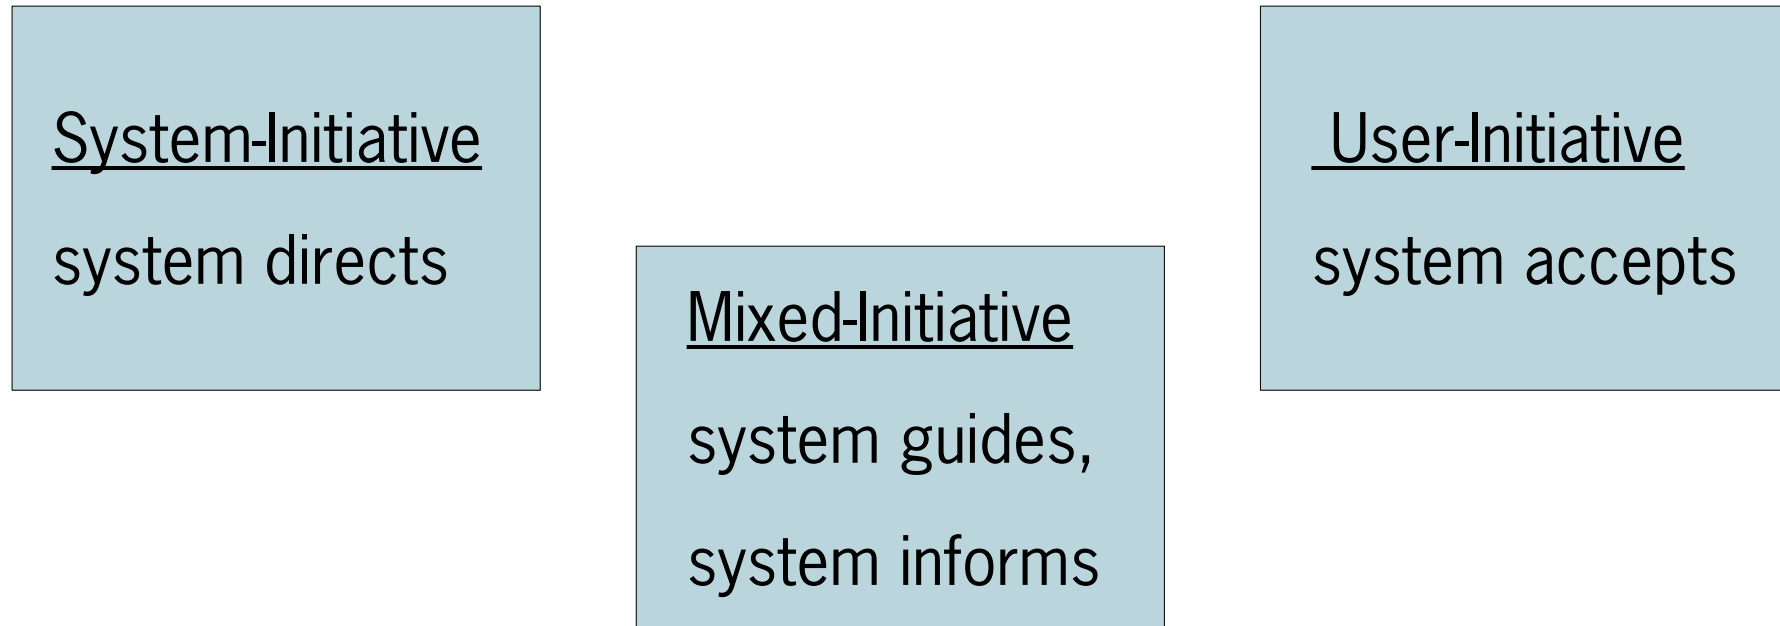 System-Initiative
system directs
Mixed-Initiative
system guides,
system informs
User-Initiative
system accepts